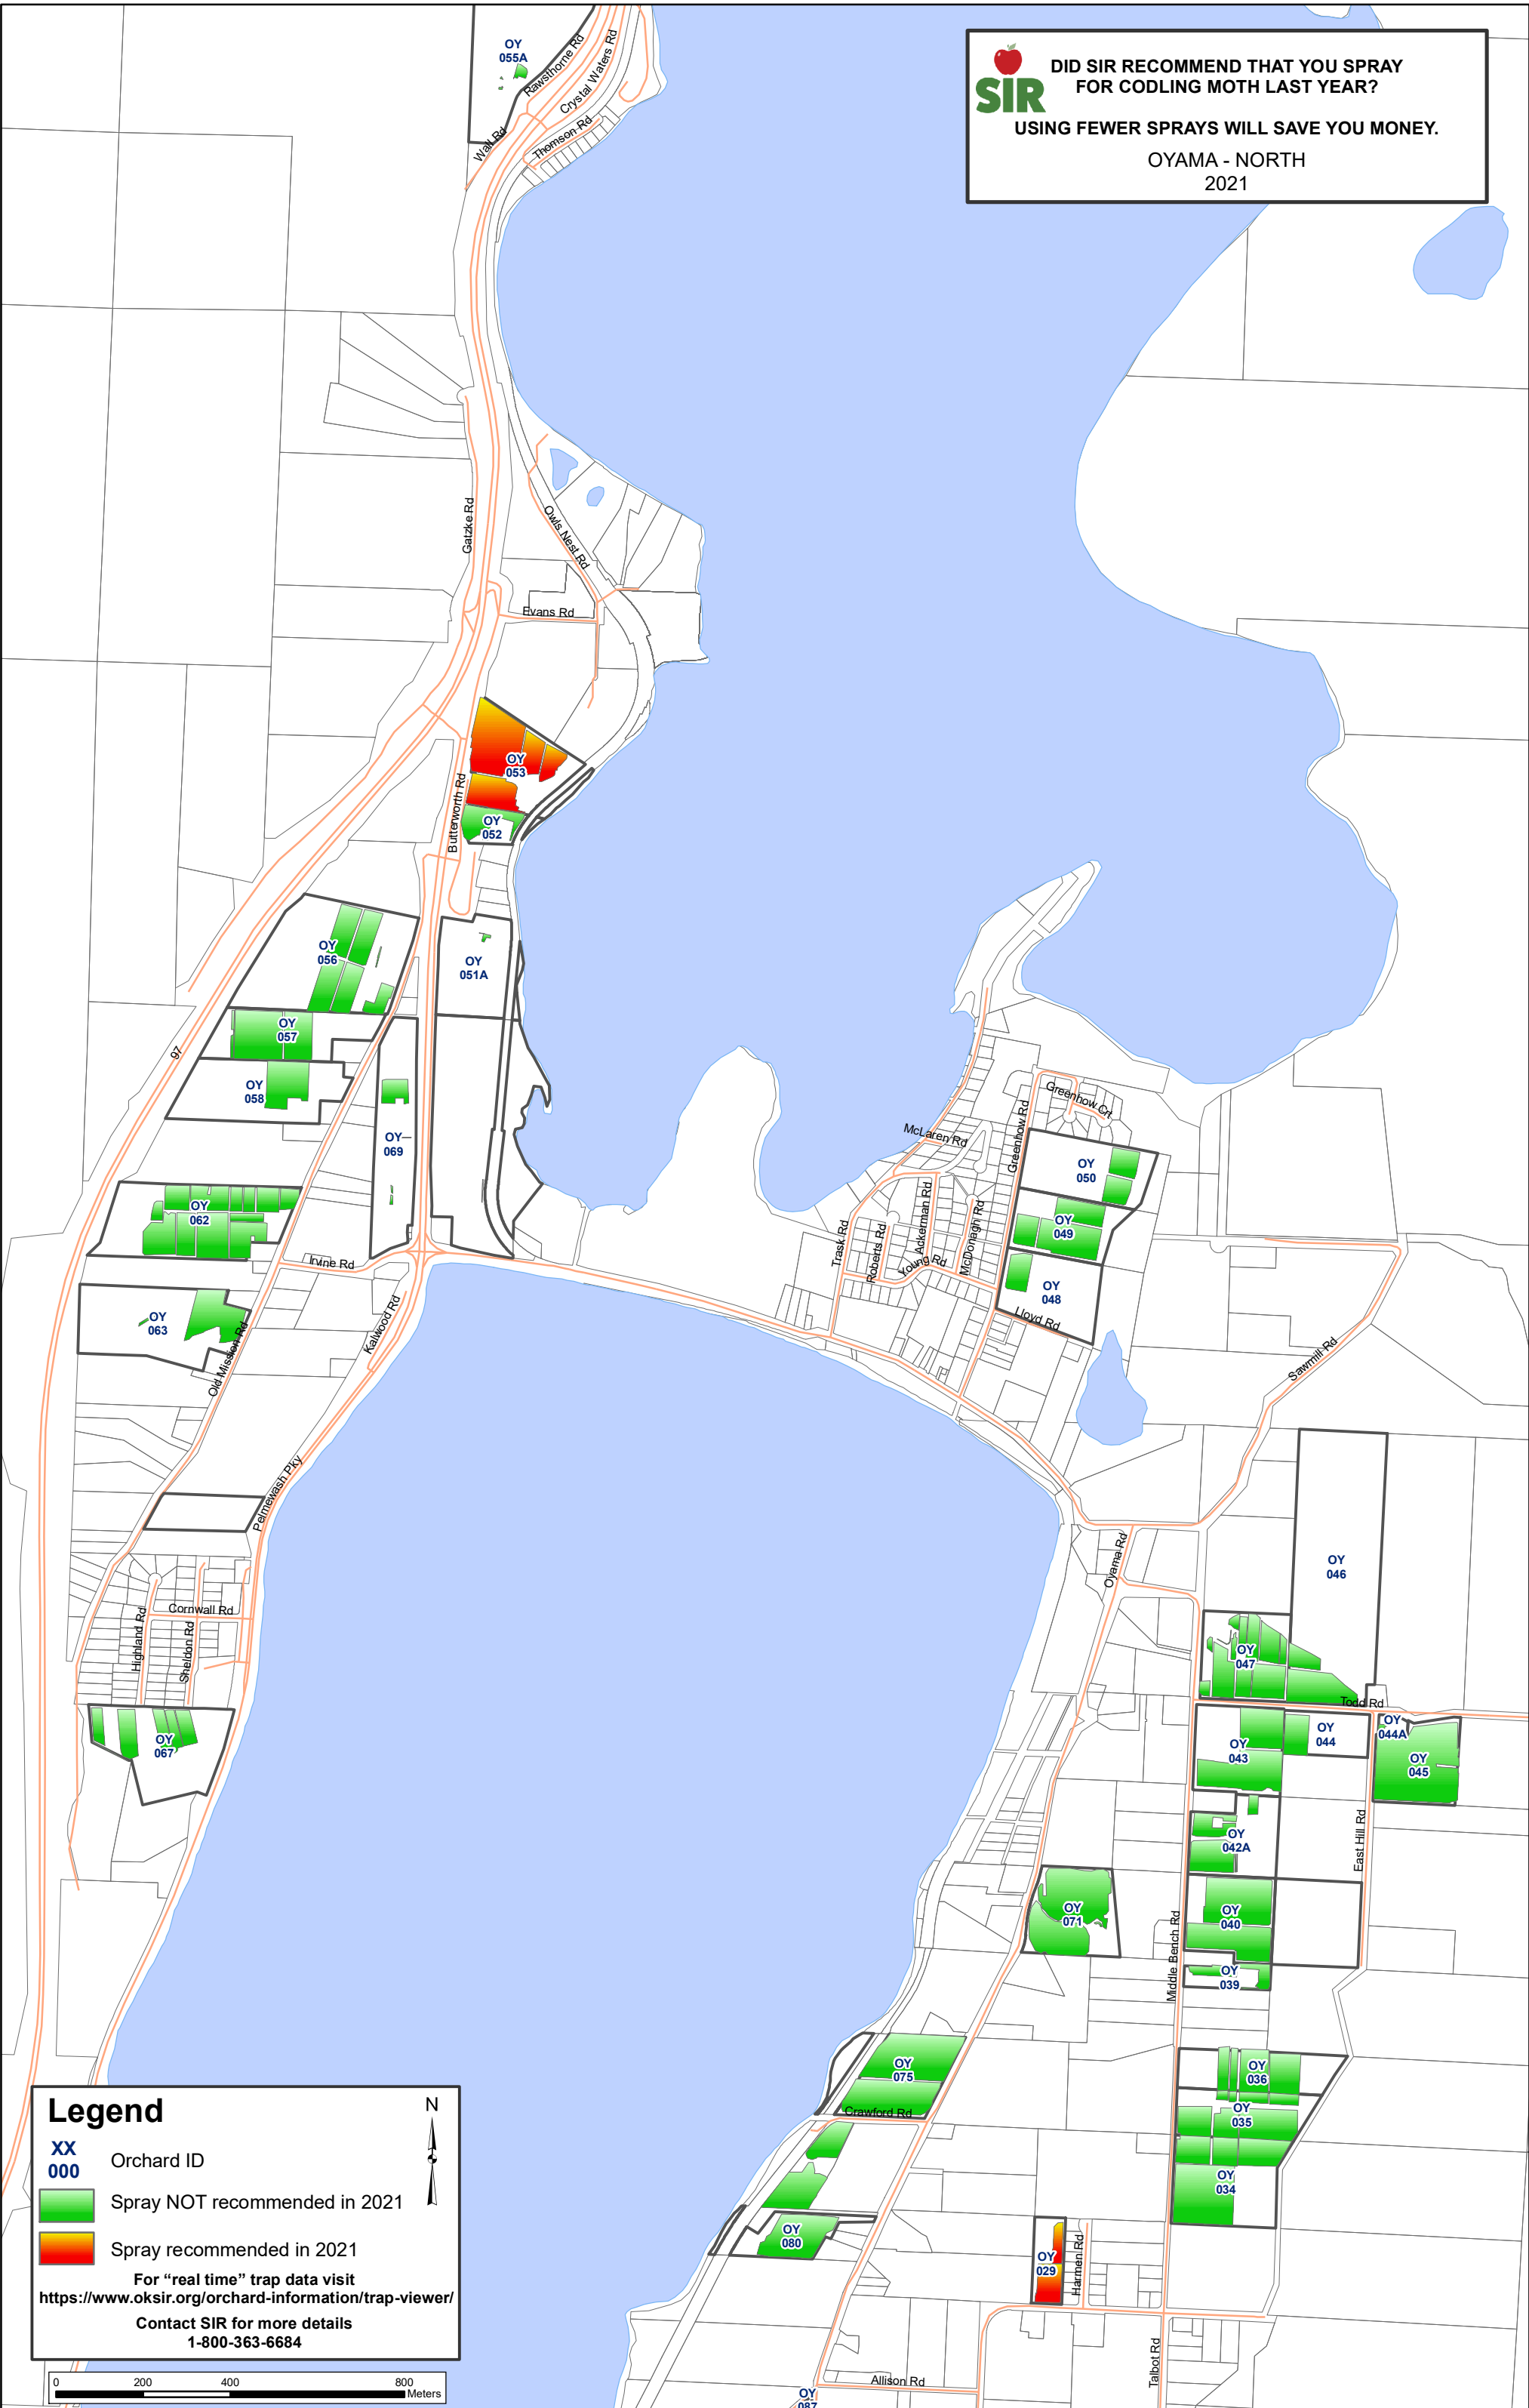 SIR
DID SIR RECOMMEND THAT YOU SPRAY
FOR CODLING MOTH LAST YEAR?
USING FEWER SPRAYS WILL SAVE YOU MONEY.
OYAMA - NORTH
2021
OY
055A
Rawsthorne Rd
Crystal Waters Rd
Wall Rd
Thomson Rd
Gatzke Rd
Owls Nest Rd
Evans Rd
OY
053
Butterworth Rd
OY
052
OY
056
OY
051A
OY
057
97
OY
058
OY
069
Greenhow Crt
Greenhow Rd
McLaren Rd
OY
050
OY
062
Ackerman Rd
McDonagh Rd
OY
049
Trask Rd
Roberts Rd
Young Rd
Irvine Rd
OY
048
Lloyd Rd
OY
063
Kalwood Rd
Old Mission Rd
Sawmill Rd
Pelmewash Pky
Oyama Rd
OY
046
Cornwall Rd
Highland Rd
Sheldon Rd
OY
047
Todd Rd
OY
067
OY
043
OY
044
OY
044A
OY
045
OY
042A
East Hill Rd
OY
071
OY
040
Middle Bench Rd
OY
039
OY
075
OY
036
Crawford Rd
OY
035
OY
034
OY
080
OY
029
Harmen Rd
Talbot Rd
Allison Rd
OY
087
Legend
N
XX
000
Orchard ID
Spray NOT recommended in 2021
Spray recommended in 2021
For “real time” trap data visit
https://www.oksir.org/orchard-information/trap-viewer/
Contact SIR for more details
1-800-363-6684
0 200 400 800
Meters